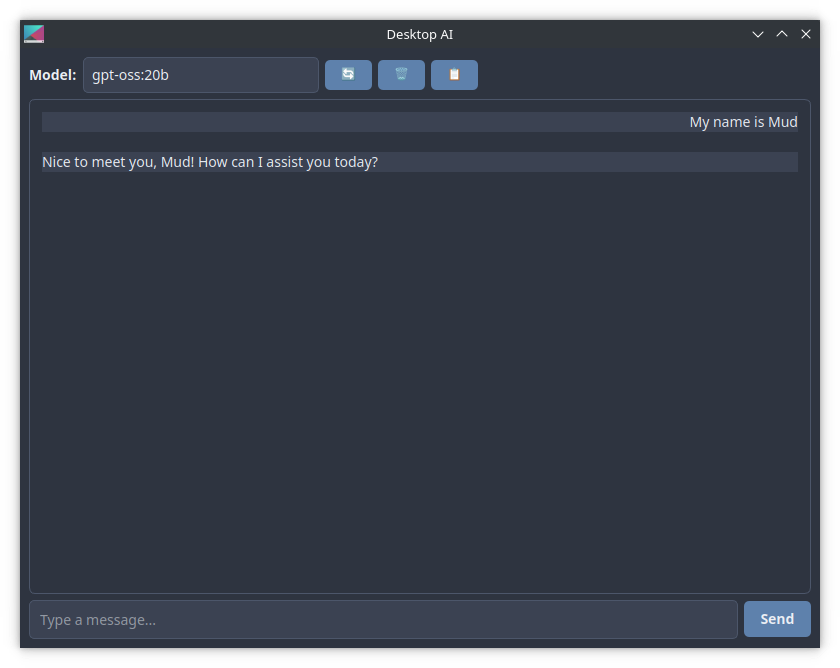 Desktop AI
Model: gpt-oss:20b
My name is Mud
Nice to meet you, Mud! How can I assist you today?
Type a message... Send